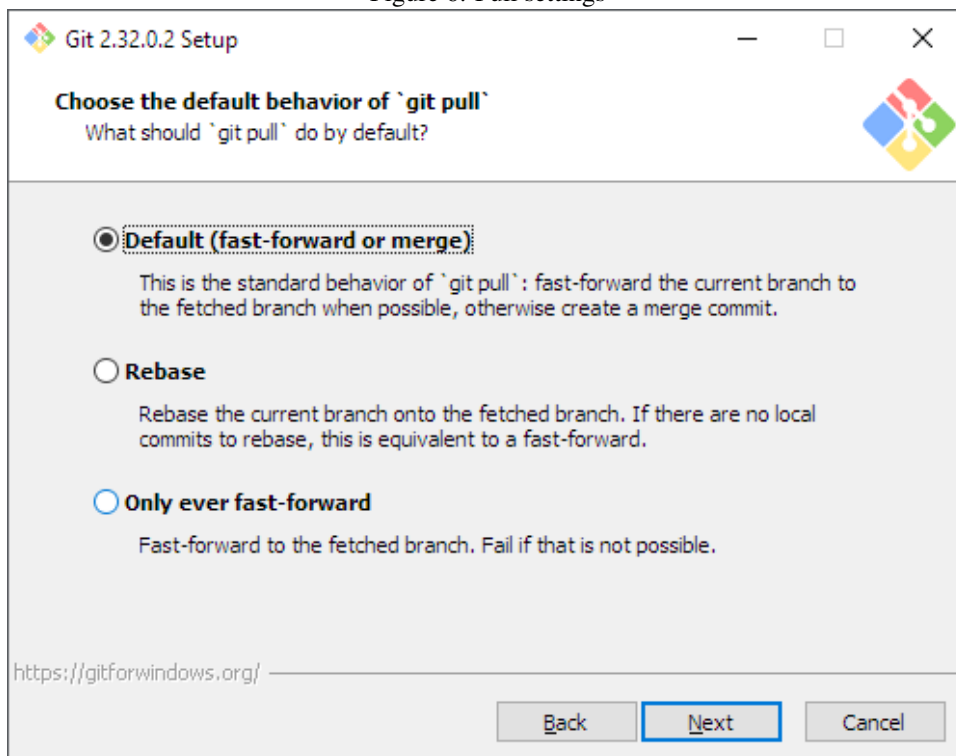 Figure 6: Pull settings
Git 2.32.0.2 Setup
Choose the default behavior of `git pull`
What should `git pull` do by default?
Default (fast-forward or merge)
This is the standard behavior of `git pull`: fast-forward the current branch to
the fetched branch when possible, otherwise create a merge commit.
Rebase
Rebase the current branch onto the fetched branch. If there are no local
commits to rebase, this is equivalent to a fast-forward.
Only ever fast-forward
Fast-forward to the fetched branch. Fail if that is not possible.
https://gitforwindows.org/
Back Next Cancel